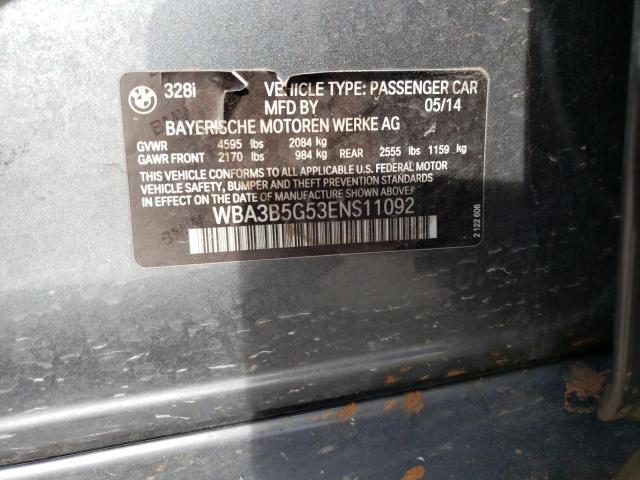 328i VEHICLE TYPE: PASSENGER CAR
MFD BY 05/14
BAYERISCHE MOTOREN WERKE AG
GVWR 4595 lbs 2084 kg
GAWR FRONT 2170 lbs 984 kg REAR 2555 lbs 1159 kg
THIS VEHICLE CONFORMS TO ALL APPLICABLE U.S. FEDERAL MOTOR
VEHICLE SAFETY, BUMPER, AND THEFT PREVENTION STANDARDS
IN EFFECT ON THE DATE OF MANUFACTURE SHOWN ABOVE.
WBA3B5G53ENS11092
2 122 606